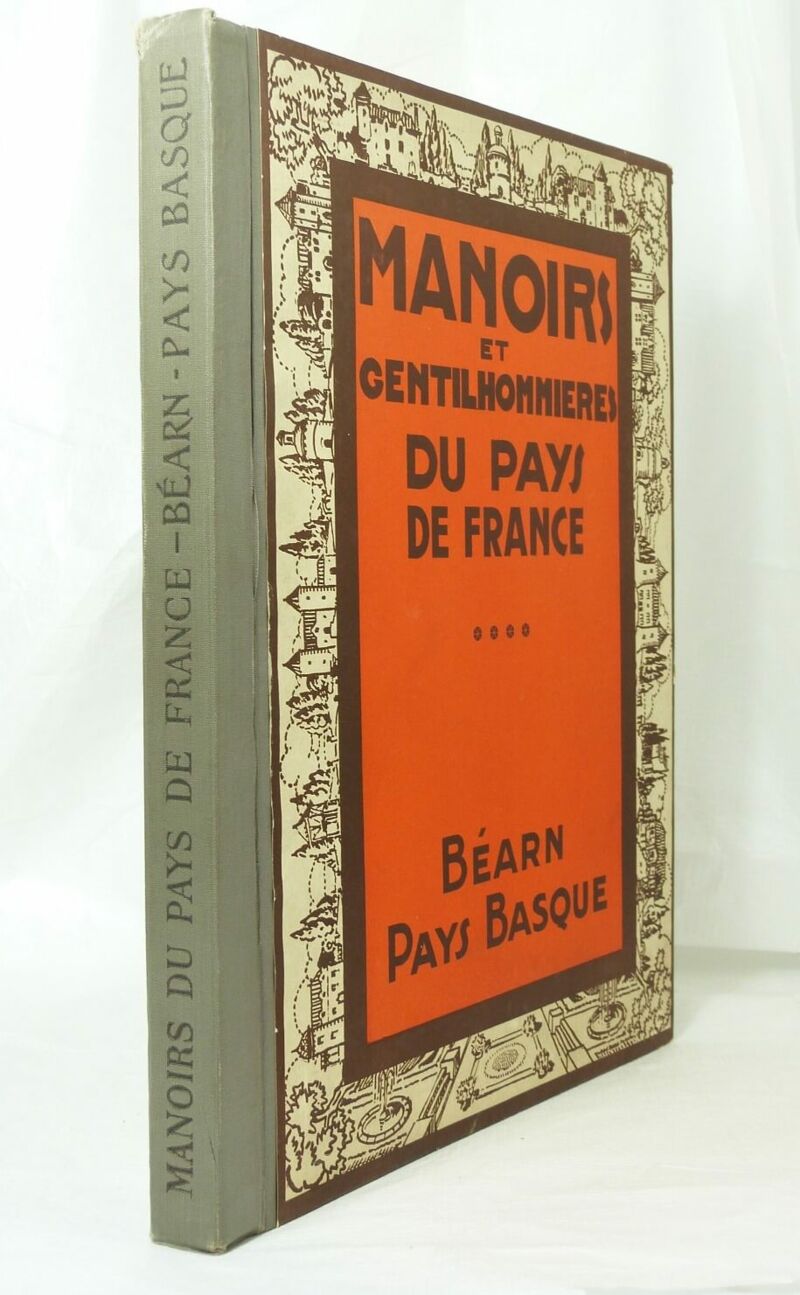 MANOIRS DU PAYS DE FRANCE – BÉARN - PAYS BASQUE
MANOIRS
ET
GENTILHOMMIERES
DU PAYS
DE FRANCE
BÉARN
PAYS BASQUE